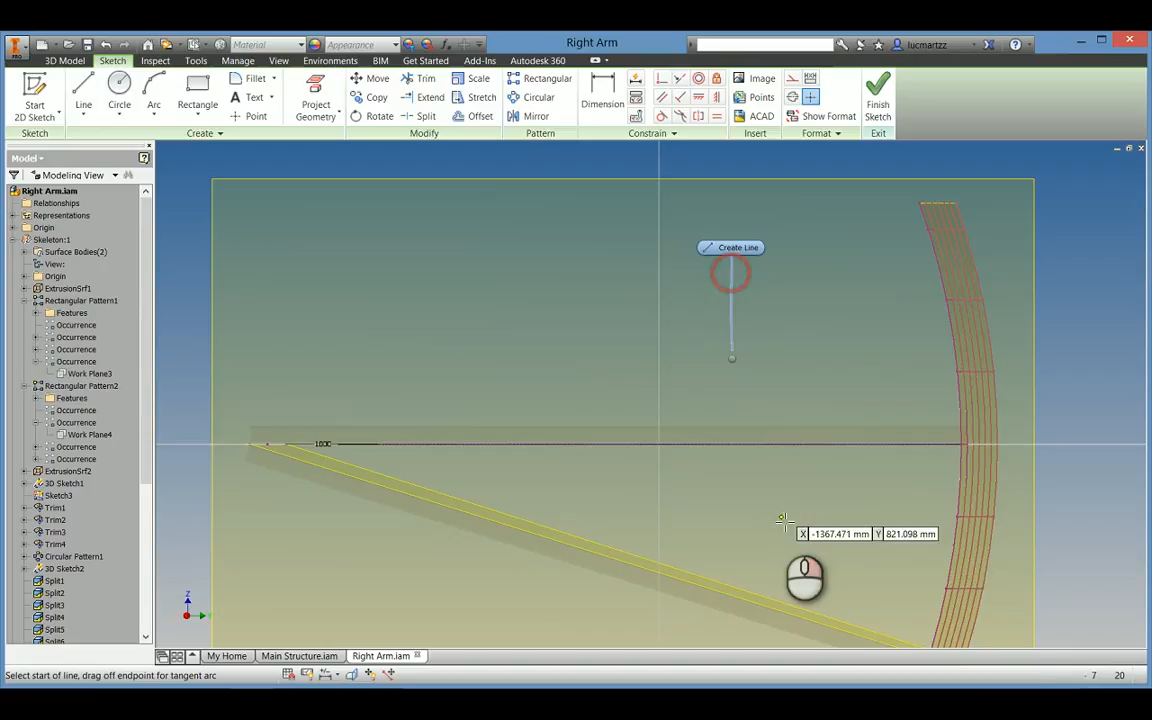 Material
Appearance
Right Arm
lucmartzz
PRO
3D Model Sketch Inspect Tools Manage View Environments BIM Get Started Add-Ins Autodesk 360
Start
2D Sketch
Line
Circle
Arc
Rectangle
Fillet
Text
Point
Project
Geometry
Move
Copy
Rotate
Trim
Extend
Split
Scale
Stretch
Offset
Rectangular
Circular
Mirror
Dimension
Image
Points
ACAD
Show Format
Finish
Sketch
Sketch Create Modify Pattern Constrain Insert Format Exit
Model
Modeling View
Right Arm.iam
Relationships
Representations
Origin
Skeleton:1
Surface Bodies(2)
View:
Origin
ExtrusionSrf1
Rectangular Pattern1
Features
Occurrence
Occurrence
Occurrence
Occurrence
Work Plane3
Rectangular Pattern2
Features
Occurrence
Occurrence
Work Plane4
Occurrence
Occurrence
ExtrusionSrf2
3D Sketch1
Sketch3
Trim1
Trim2
Trim3
Trim4
Circular Pattern1
3D Sketch2
Split1
Split2
Split3
Split4
Split5
Split6
Create Line
X -1367.471 mm Y 821.098 mm
Z
Y
My Home Main Structure.iam Right Arm.iam
Select start of line, drag off endpoint for tangent arc
7 20